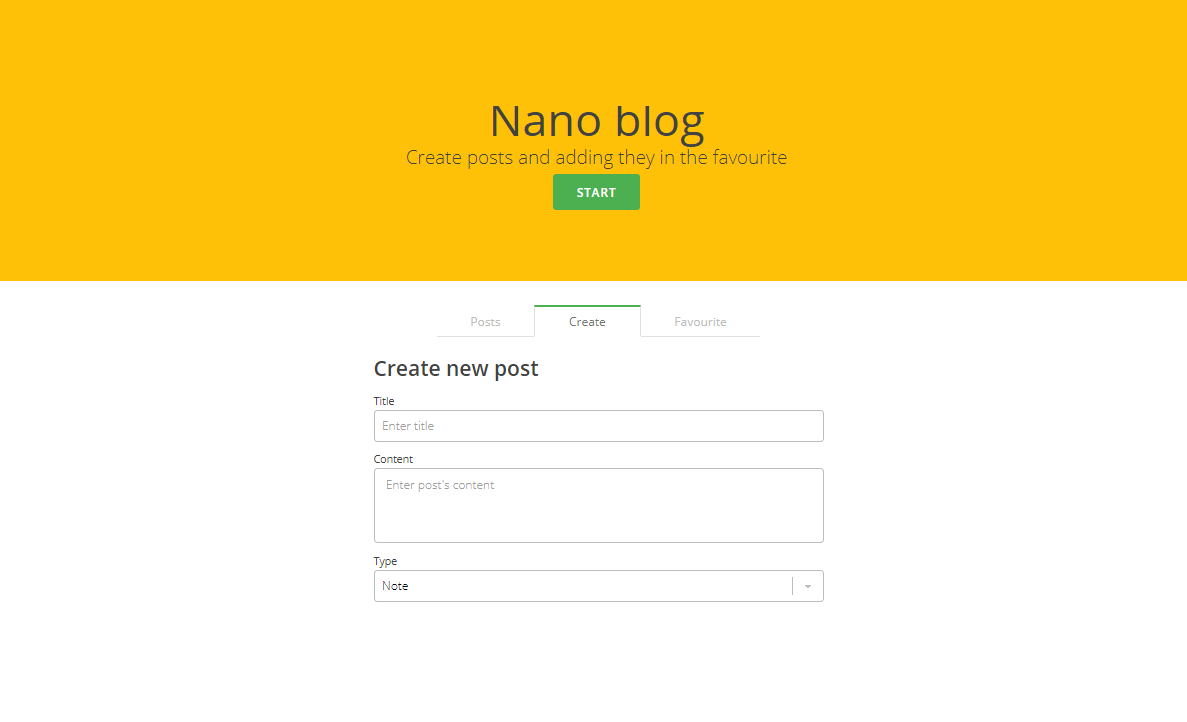 Nano blog
Create posts and adding they in the favourite
START
Posts Create Favourite
Create new post
Title
Enter title
Content
Enter post's content
Type
Note